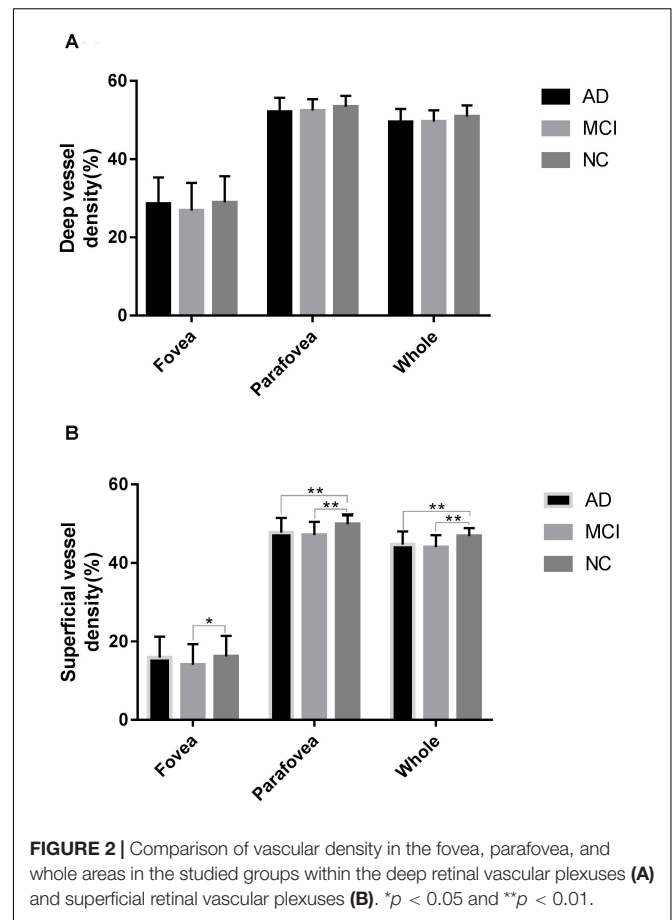 A
60
40
20
0
Deep vessel
density(%)
Fovea
Parafovea
Whole
AD
MCI
NC
B
60
40
20
0
Superficial vessel
density(%)
*
**
**
**
**
Fovea
Parafovea
Whole
AD
MCI
NC
FIGURE 2 | Comparison of vascular density in the fovea, parafovea, and
whole areas in the studied groups within the deep retinal vascular plexuses (A)
and superficial retinal vascular plexuses (B). *p < 0.05 and **p < 0.01.